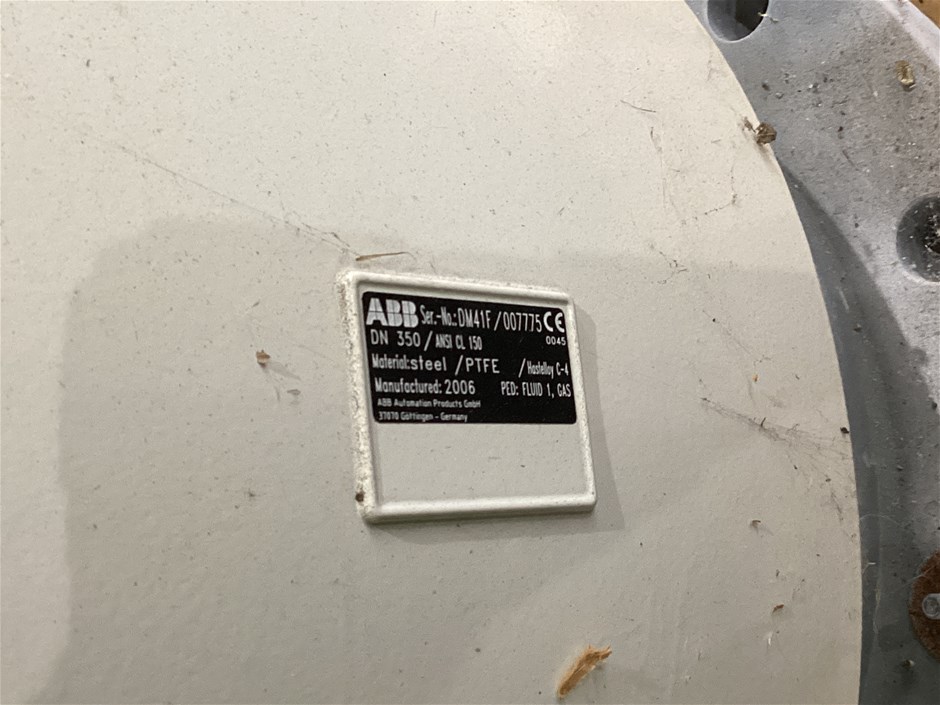 ABB Ser.-No.: DM41F/007775 CE
DN 350/ANSI CL 150 0045
Material: steel /PTFE /Hastelloy C-4
Manufactured: 2006 PED: FLUID 1, GAS
ABB Automation Products GmbH
37070 Göttingen - Germany